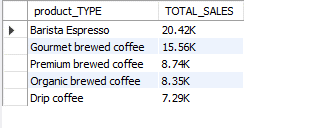 product_TYPE TOTAL_SALES
Barista Espresso 20.42K
Gourmet brewed coffee 15.56K
Premium brewed coffee 8.74K
Organic brewed coffee 8.35K
Drip coffee 7.29K